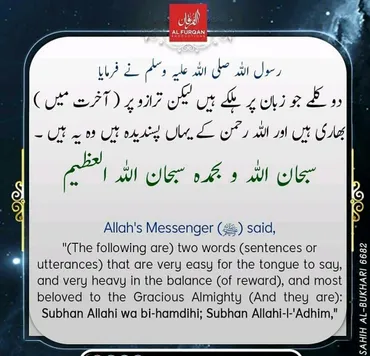 AL FURQAN
رسول اللہ صلی اللہ علیہ وسلم نے فرمایا
دو کلمے جو زبان پر ہلکے ہیں لیکن ترازو پر ( آخرت میں )
بھاری ہیں اور اللہ رحمن کے یہاں پسندیدہ ہیں وہ یہ ہیں ۔
سبحان اللہ و بحمدہ سبحان اللہ العظیم
Allah's Messenger (ﷺ) said,
"(The following are) two words (sentences or
utterances) that are very easy for the tongue to say,
and very heavy in the balance (of reward), and most
beloved to the Gracious Almighty (And they are):
Subhan Allahi wa bi-hamdihi; Subhan Allahi-l-'Adhim,"
SAHIH AL-BUKHARI 6682